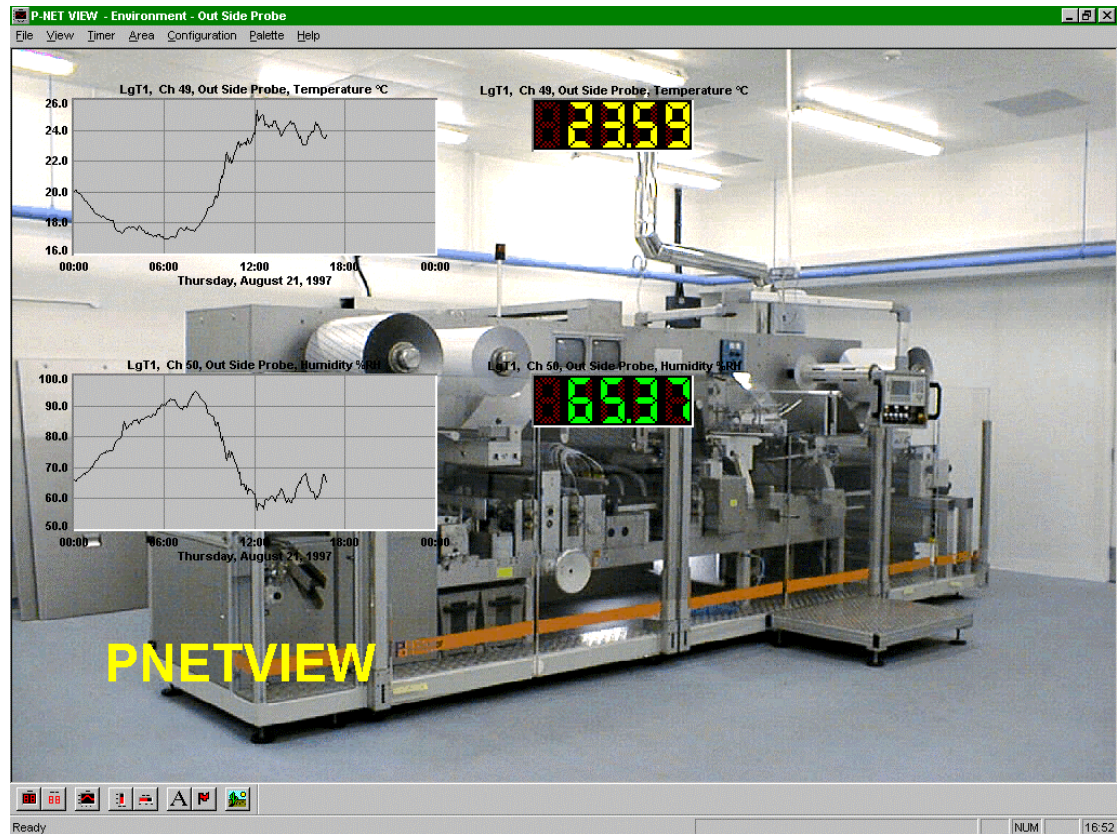 P-NET VIEW - Environment - Out Side Probe
File View Timer Area Configuration Palette Help
LgT1, Ch 49, Out Side Probe, Temperature °C
26.0
24.0
22.0
20.0
18.0
16.0
00:00 06:00 12:00 18:00 00:00
Thursday, August 21, 1997
LgT1, Ch 49, Out Side Probe, Temperature °C
23.59
LgT1, Ch 50, Out Side Probe, Humidity %RH
100.0
90.0
80.0
70.0
60.0
50.0
00:00 06:00 12:00 18:00 00:00
Thursday, August 21, 1997
LgT1, Ch 50, Out Side Probe, Humidity %RH
65.37
PNETVIEW
A
Ready NUM 16:52